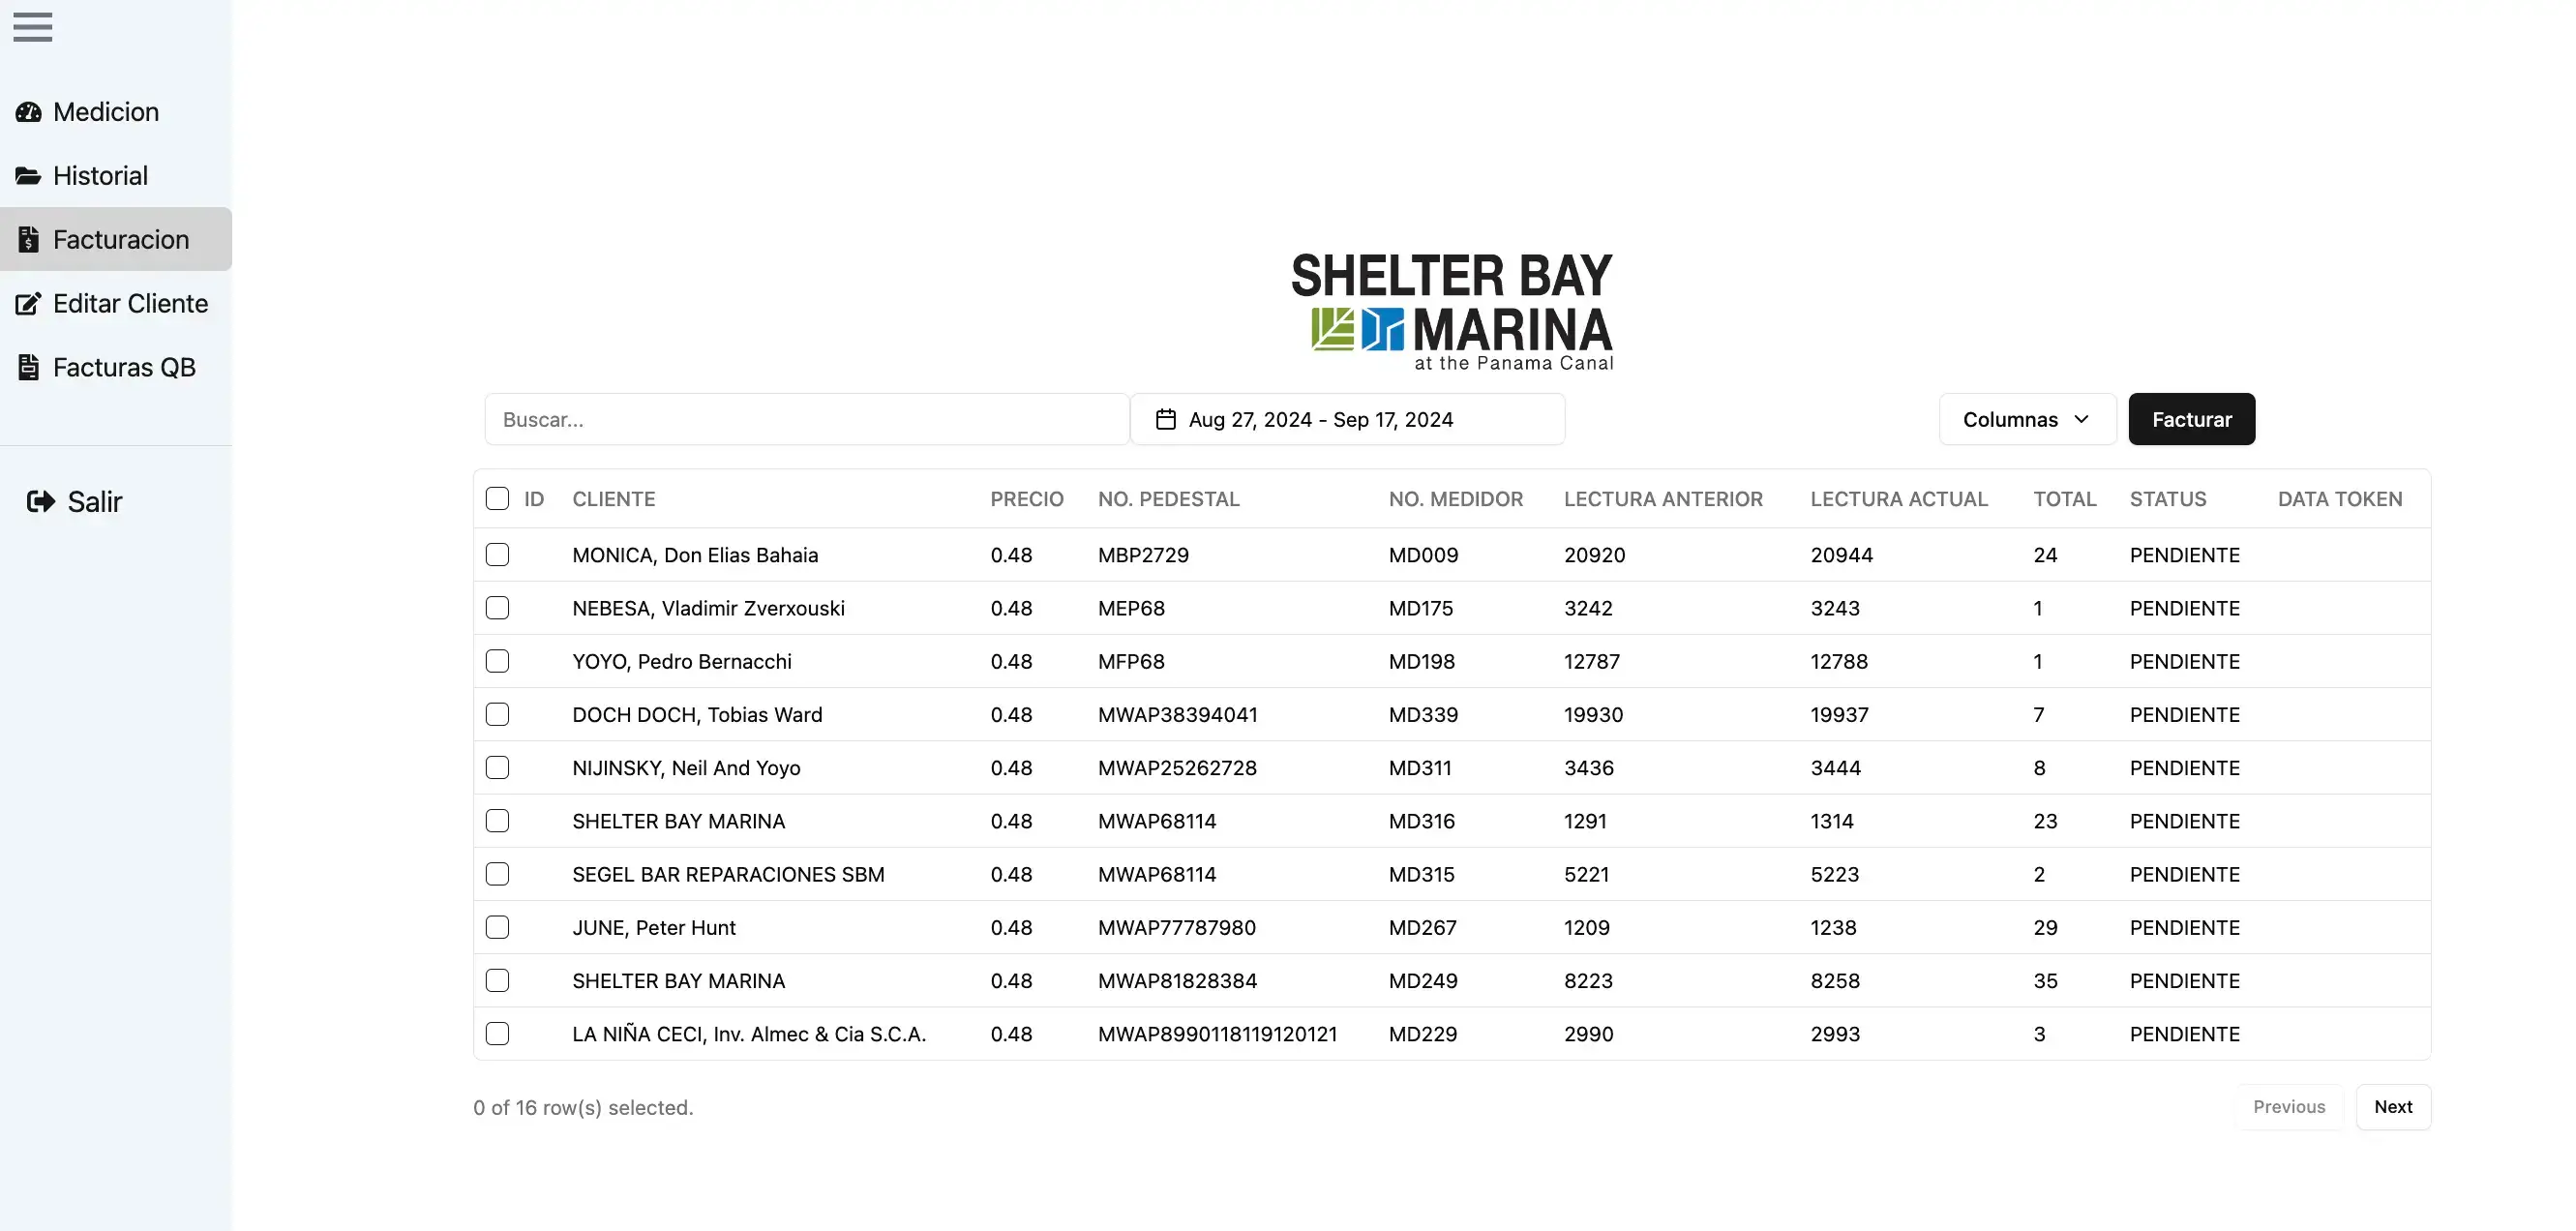 Medicion
Historial
Facturacion
Editar Cliente
Facturas QB
Salir
SHELTER BAY
MARINA
at the Panama Canal
Buscar... Aug 27, 2024 - Sep 17, 2024 Columnas Facturar
ID CLIENTE PRECIO NO. PEDESTAL NO. MEDIDOR LECTURA ANTERIOR LECTURA ACTUAL TOTAL STATUS DATA TOKEN
MONICA, Don Elias Bahaia 0.48 MBP2729 MD009 20920 20944 24 PENDIENTE
NEBESA, Vladimir Zverxouski 0.48 MEP68 MD175 3242 3243 1 PENDIENTE
YOYO, Pedro Bernacchi 0.48 MFP68 MD198 12787 12788 1 PENDIENTE
DOCH DOCH, Tobias Ward 0.48 MWAP38394041 MD339 19930 19937 7 PENDIENTE
NIJINSKY, Neil And Yoyo 0.48 MWAP25262728 MD311 3436 3444 8 PENDIENTE
SHELTER BAY MARINA 0.48 MWAP68114 MD316 1291 1314 23 PENDIENTE
SEGEL BAR REPARACIONES SBM 0.48 MWAP68114 MD315 5221 5223 2 PENDIENTE
JUNE, Peter Hunt 0.48 MWAP77787980 MD267 1209 1238 29 PENDIENTE
SHELTER BAY MARINA 0.48 MWAP81828384 MD249 8223 8258 35 PENDIENTE
LA NIÑA CECI, Inv. Almec & Cia S.C.A. 0.48 MWAP8990118119120121 MD229 2990 2993 3 PENDIENTE
0 of 16 row(s) selected. Previous Next